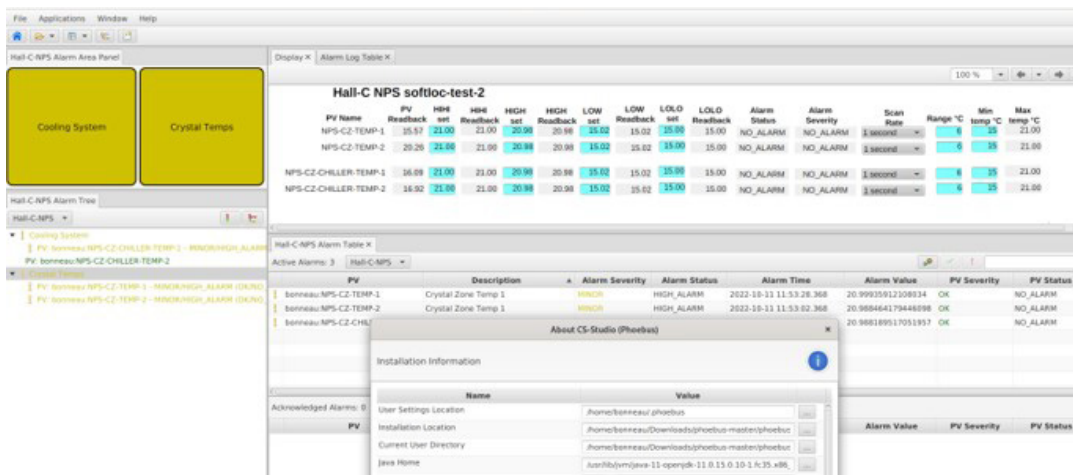 File Applications Window Help
Hall-C-NPS Alarm Area Panel
Cooling System
Crystal Temps
Display X Alarm Log Table X
100 %
Hall-C NPS softIoc-test-2
PV Name PV Readback HIHI set HIHI Readback HIGH set HIGH Readback LOW set LOW Readback LOLO set LOLO Readback Alarm Status Alarm Severity Scan Rate Range °C Min temp °C Max temp °C
NPS-CZ-TEMP-1 15.57 21.00 21.00 20.98 20.98 15.02 15.02 15.00 15.00 NO_ALARM NO_ALARM 1 second 6 15 21.00
NPS-CZ-TEMP-2 20.26 21.00 21.00 20.98 20.98 15.02 15.02 15.00 15.00 NO_ALARM NO_ALARM 1 second 6 15 21.00
NPS-CZ-CHILLER-TEMP-1 16.09 21.00 21.00 20.98 20.98 15.02 15.02 15.00 15.00 NO_ALARM NO_ALARM 1 second 6 15 21.00
NPS-CZ-CHILLER-TEMP-2 16.92 21.00 21.00 20.98 20.98 15.02 15.02 15.00 15.00 NO_ALARM NO_ALARM 1 second 6 15 21.00
Hall-C-NPS Alarm Tree
Hall-C-NPS
Cooling System
PV: bonneau:NPS-CZ-CHILLER-TEMP-1 - MINOR/HIGH_ALARM
PV: bonneau:NPS-CZ-CHILLER-TEMP-2
Crystal Temps
PV: bonneau:NPS-CZ-TEMP-1 - MINOR/HIGH_ALARM (OK/NO_
PV: bonneau:NPS-CZ-TEMP-2 - MINOR/HIGH_ALARM (OK/NO_
Hall-C-NPS Alarm Table X
Active Alarms: 3 Hall-C-NPS
PV Description Alarm Severity Alarm Status Alarm Time Alarm Value PV Severity PV Status
bonneau:NPS-CZ-TEMP-1 Crystal Zone Temp 1 MINOR HIGH_ALARM 2022-10-11 11:53:28.368 20.99935912108034 OK NO_ALARM
bonneau:NPS-CZ-TEMP-2 Crystal Zone Temp 1 MINOR HIGH_ALARM 2022-10-11 11:53:02.368 20.988464179446098 OK NO_ALARM
bonneau:NPS-CZ-CHIL 20.988189517051957 OK NO_ALARM
About CS-Studio (Phoebus) ×
Installation Information
Name Value
User Settings Location /home/bonneau/.phoebus ...
Installation Location /home/bonneau/Downloads/phoebus-master/phoebus ...
Current User Directory /home/bonneau/Downloads/phoebus-master/phoebus ...
Java Home /usr/lib/jvm/java-11-openjdk-11.0.15.0.10-1.fc35.x86_ ...
Acknowledged Alarms: 0
PV Alarm Value PV Severity PV Status